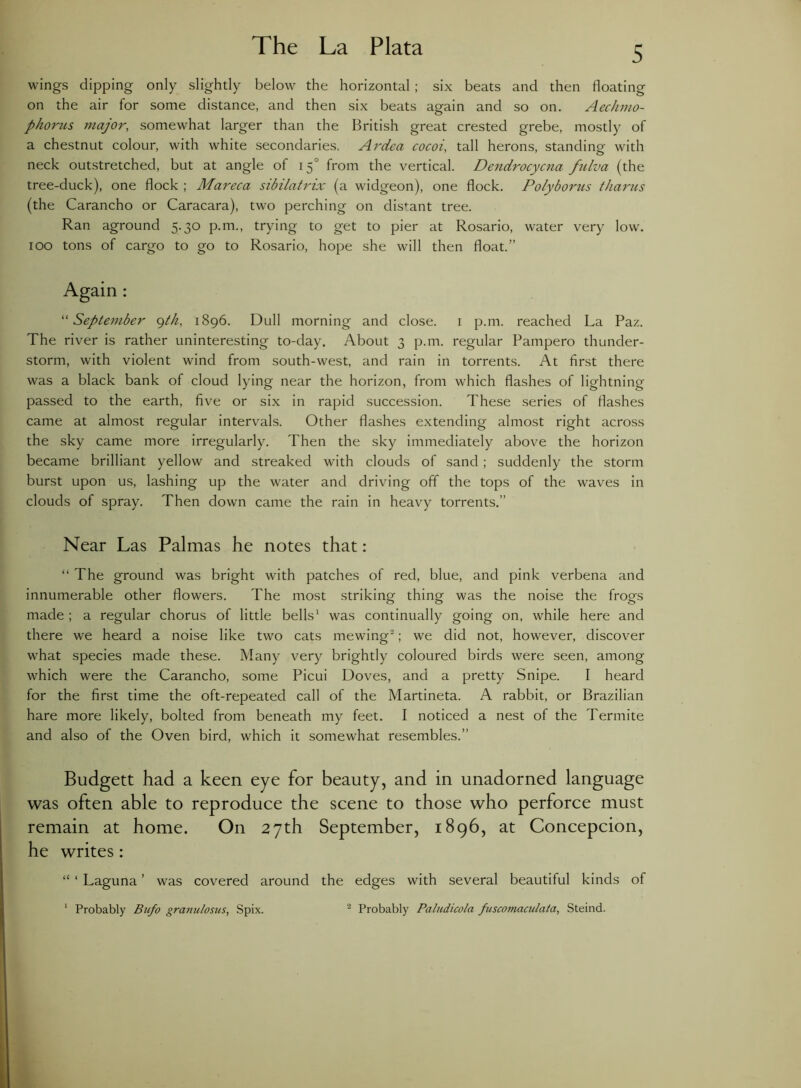 The La Plata 5
wings dipping only slightly below the horizontal; six beats and then floating
on the air for some distance, and then six beats again and so on. Aechmo-
phorus major, somewhat larger than the British great crested grebe, mostly of
a chestnut colour, with white secondaries. Ardea cocoi, tall herons, standing with
neck outstretched, but at angle of 15° from the vertical. Dendrocycna fulva (the
tree-duck), one flock; Mareca sibilatrix (a widgeon), one flock. Polyborus tharus
(the Carancho or Caracara), two perching on distant tree.
Ran aground 5.30 p.m., trying to get to pier at Rosario, water very low.
100 tons of cargo to go to Rosario, hope she will then float.”
Again:
“September 9th, 1896. Dull morning and close. 1 p.m. reached La Paz.
The river is rather uninteresting to-day. About 3 p.m. regular Pampero thunder-
storm, with violent wind from south-west, and rain in torrents. At first there
was a black bank of cloud lying near the horizon, from which flashes of lightning
passed to the earth, five or six in rapid succession. These series of flashes
came at almost regular intervals. Other flashes extending almost right across
the sky came more irregularly. Then the sky immediately above the horizon
became brilliant yellow and streaked with clouds of sand; suddenly the storm
burst upon us, lashing up the water and driving off the tops of the waves in
clouds of spray. Then down came the rain in heavy torrents.”
Near Las Palmas he notes that:
“The ground was bright with patches of red, blue, and pink verbena and
innumerable other flowers. The most striking thing was the noise the frogs
made; a regular chorus of little bells¹ was continually going on, while here and
there we heard a noise like two cats mewing²; we did not, however, discover
what species made these. Many very brightly coloured birds were seen, among
which were the Carancho, some Picui Doves, and a pretty Snipe. I heard
for the first time the oft-repeated call of the Martineta. A rabbit, or Brazilian
hare more likely, bolted from beneath my feet. I noticed a nest of the Termite
and also of the Oven bird, which it somewhat resembles.”
Budgett had a keen eye for beauty, and in unadorned language
was often able to reproduce the scene to those who perforce must
remain at home. On 27th September, 1896, at Concepcion,
he writes:
“‘Laguna’ was covered around the edges with several beautiful kinds of
¹ Probably Bufo granulosus, Spix. ² Probably Paludicola fuscomaculata, Steind.